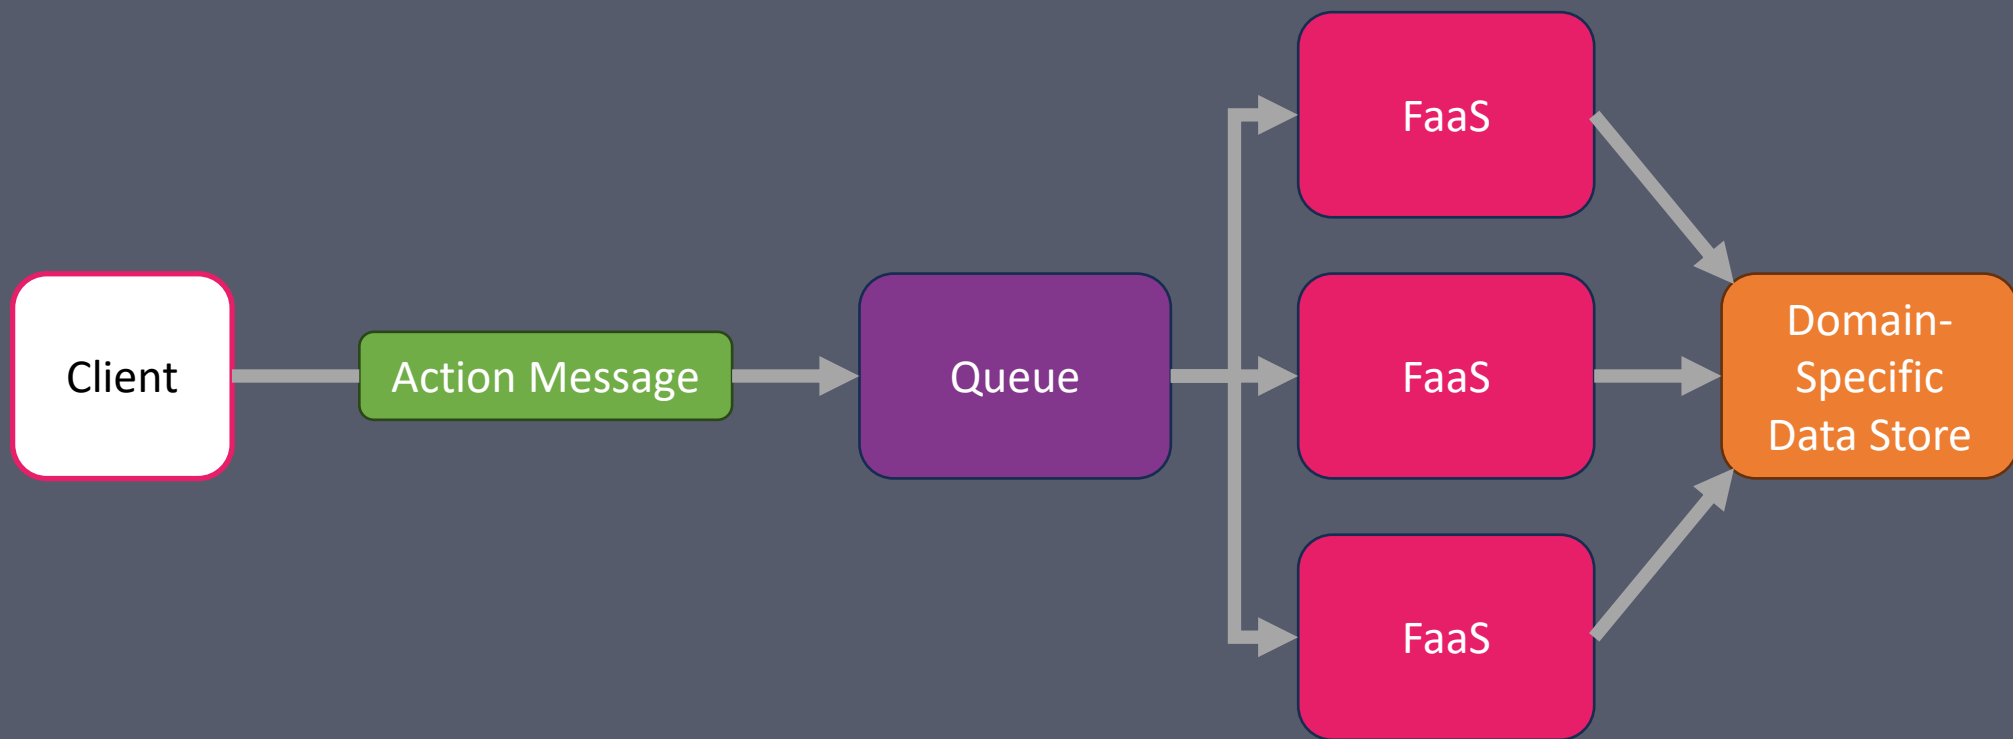 FaaS
Client
Action Message
Queue
FaaS
Domain-
Specific
Data Store
FaaS